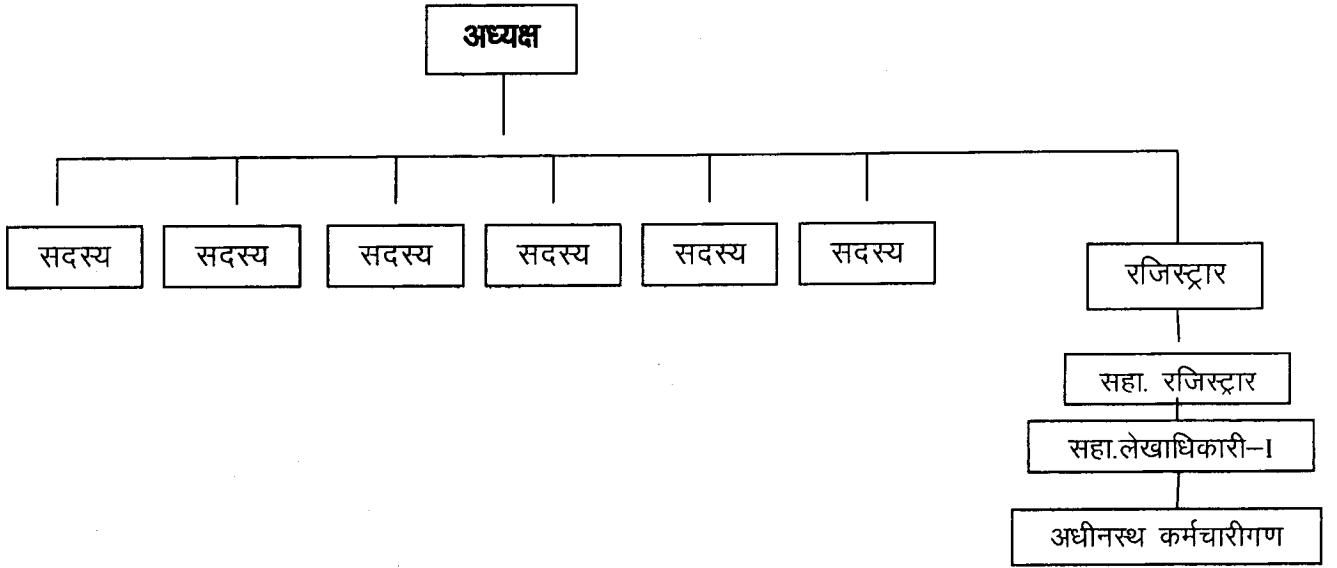 अध्यक्ष
सदस्य
सदस्य
सदस्य
सदस्य
सदस्य
सदस्य
रजिस्ट्रार
सहा. रजिस्ट्रार
सहा.लेखाधिकारी–I
अधीनस्थ कर्मचारीगण